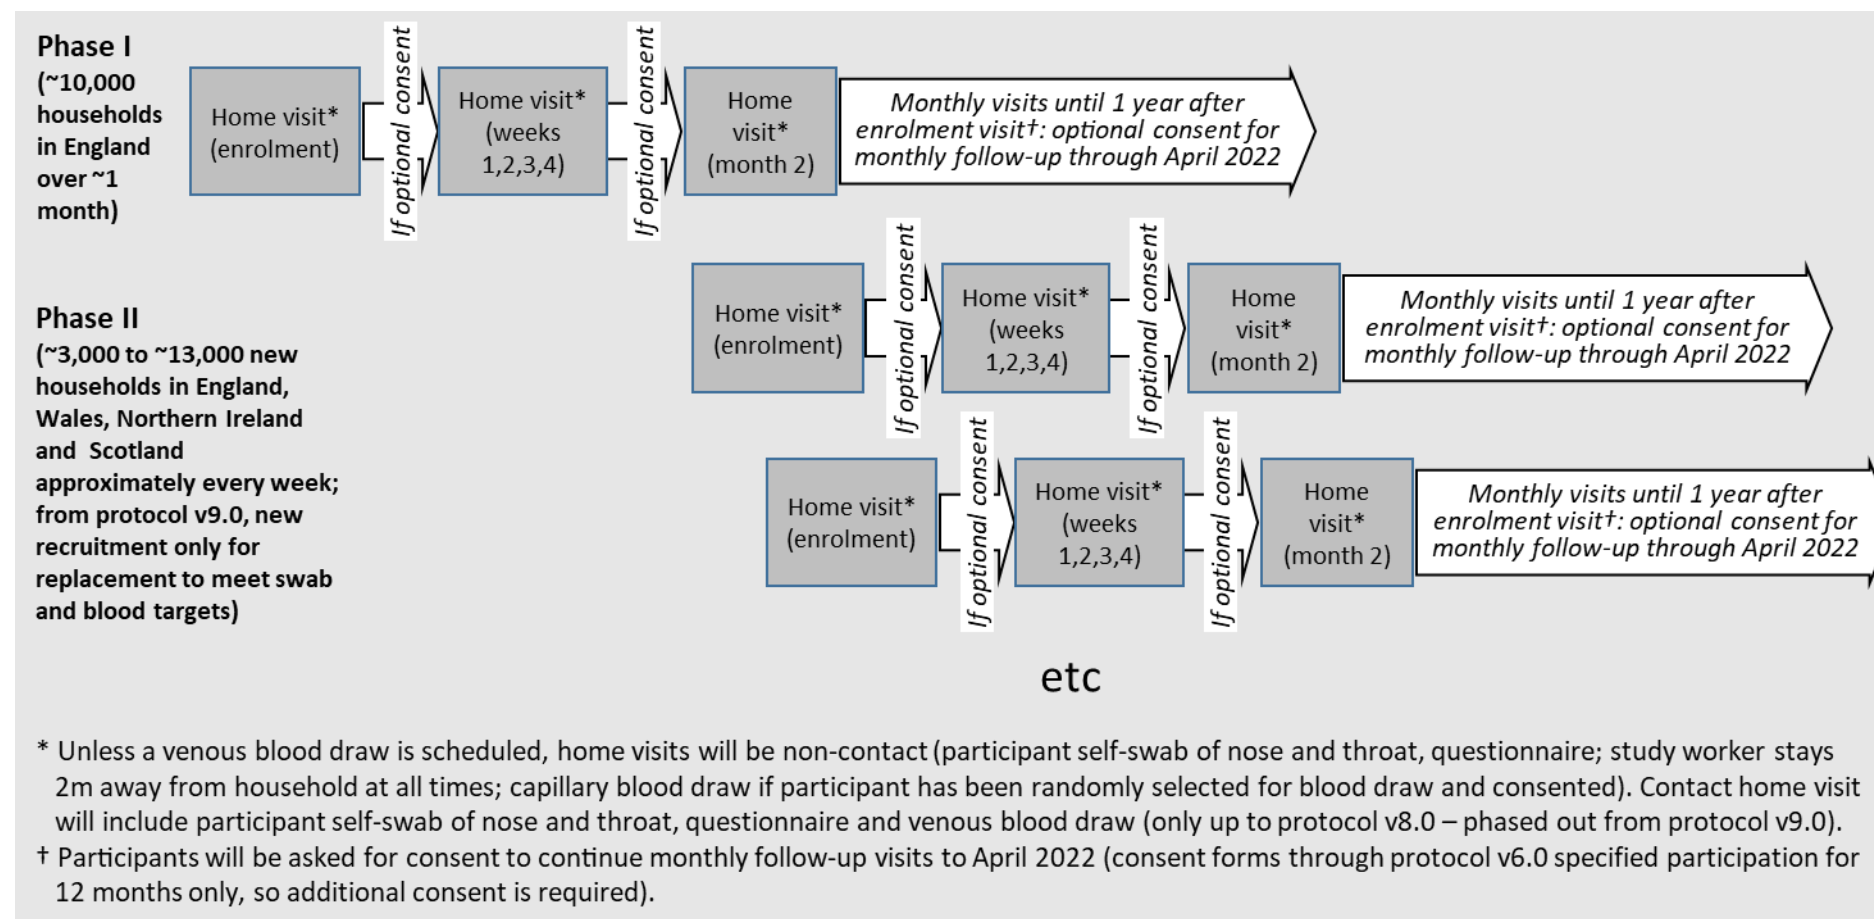 Phase I
(~10,000
households
in England
over ~1
month)
Home visit*
(enrolment)
If optional consent
Home visit*
(weeks
1,2,3,4)
If optional consent
Home
visit*
(month 2)
Monthly visits until 1 year after
enrolment visit†: optional consent for
monthly follow-up through April 2022
Phase II
(~3,000 to ~13,000 new
households in England,
Wales, Northern Ireland
and Scotland
approximately every week;
from protocol v9.0, new
recruitment only for
replacement to meet swab
and blood targets)
Home visit*
(enrolment)
If optional consent
Home visit*
(weeks
1,2,3,4)
If optional consent
Home
visit*
(month 2)
Monthly visits until 1 year after
enrolment visit†: optional consent for
monthly follow-up through April 2022
Home visit*
(enrolment)
If optional consent
Home visit*
(weeks
1,2,3,4)
If optional consent
Home
visit*
(month 2)
Monthly visits until 1 year after
enrolment visit†: optional consent for
monthly follow-up through April 2022
etc
* Unless a venous blood draw is scheduled, home visits will be non-contact (participant self-swab of nose and throat, questionnaire; study worker stays
2m away from household at all times; capillary blood draw if participant has been randomly selected for blood draw and consented). Contact home visit
will include participant self-swab of nose and throat, questionnaire and venous blood draw (only up to protocol v8.0 – phased out from protocol v9.0).
† Participants will be asked for consent to continue monthly follow-up visits to April 2022 (consent forms through protocol v6.0 specified participation for
12 months only, so additional consent is required).